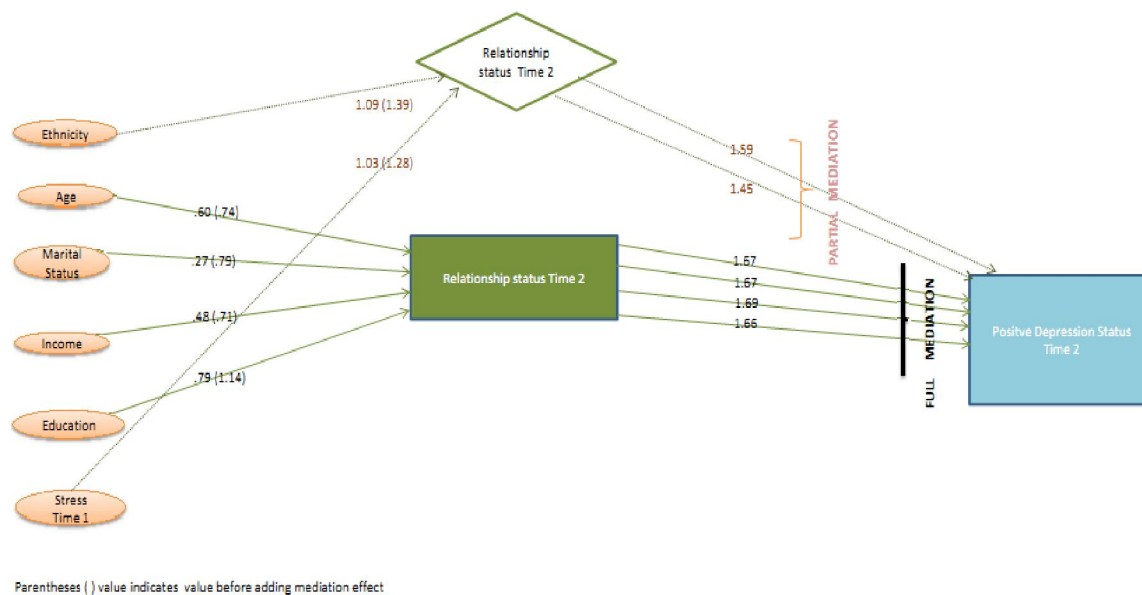 Relationship
status Time 2
1.09 (1.39)
Ethnicity
1.03 (1.28)
1.59
Age
1.45
PARTIAL MEDIATION
.60 (.74)
Marital
Status
.27 (.79)
Relationship status Time 2
1.67
1.67
1.69
1.66
FULL MEDIATION
Positve Depression Status
Time 2
.48 (.71)
Income
.79 (1.14)
Education
Stress
Time 1
Parentheses ( ) value indicates value before adding mediation effect